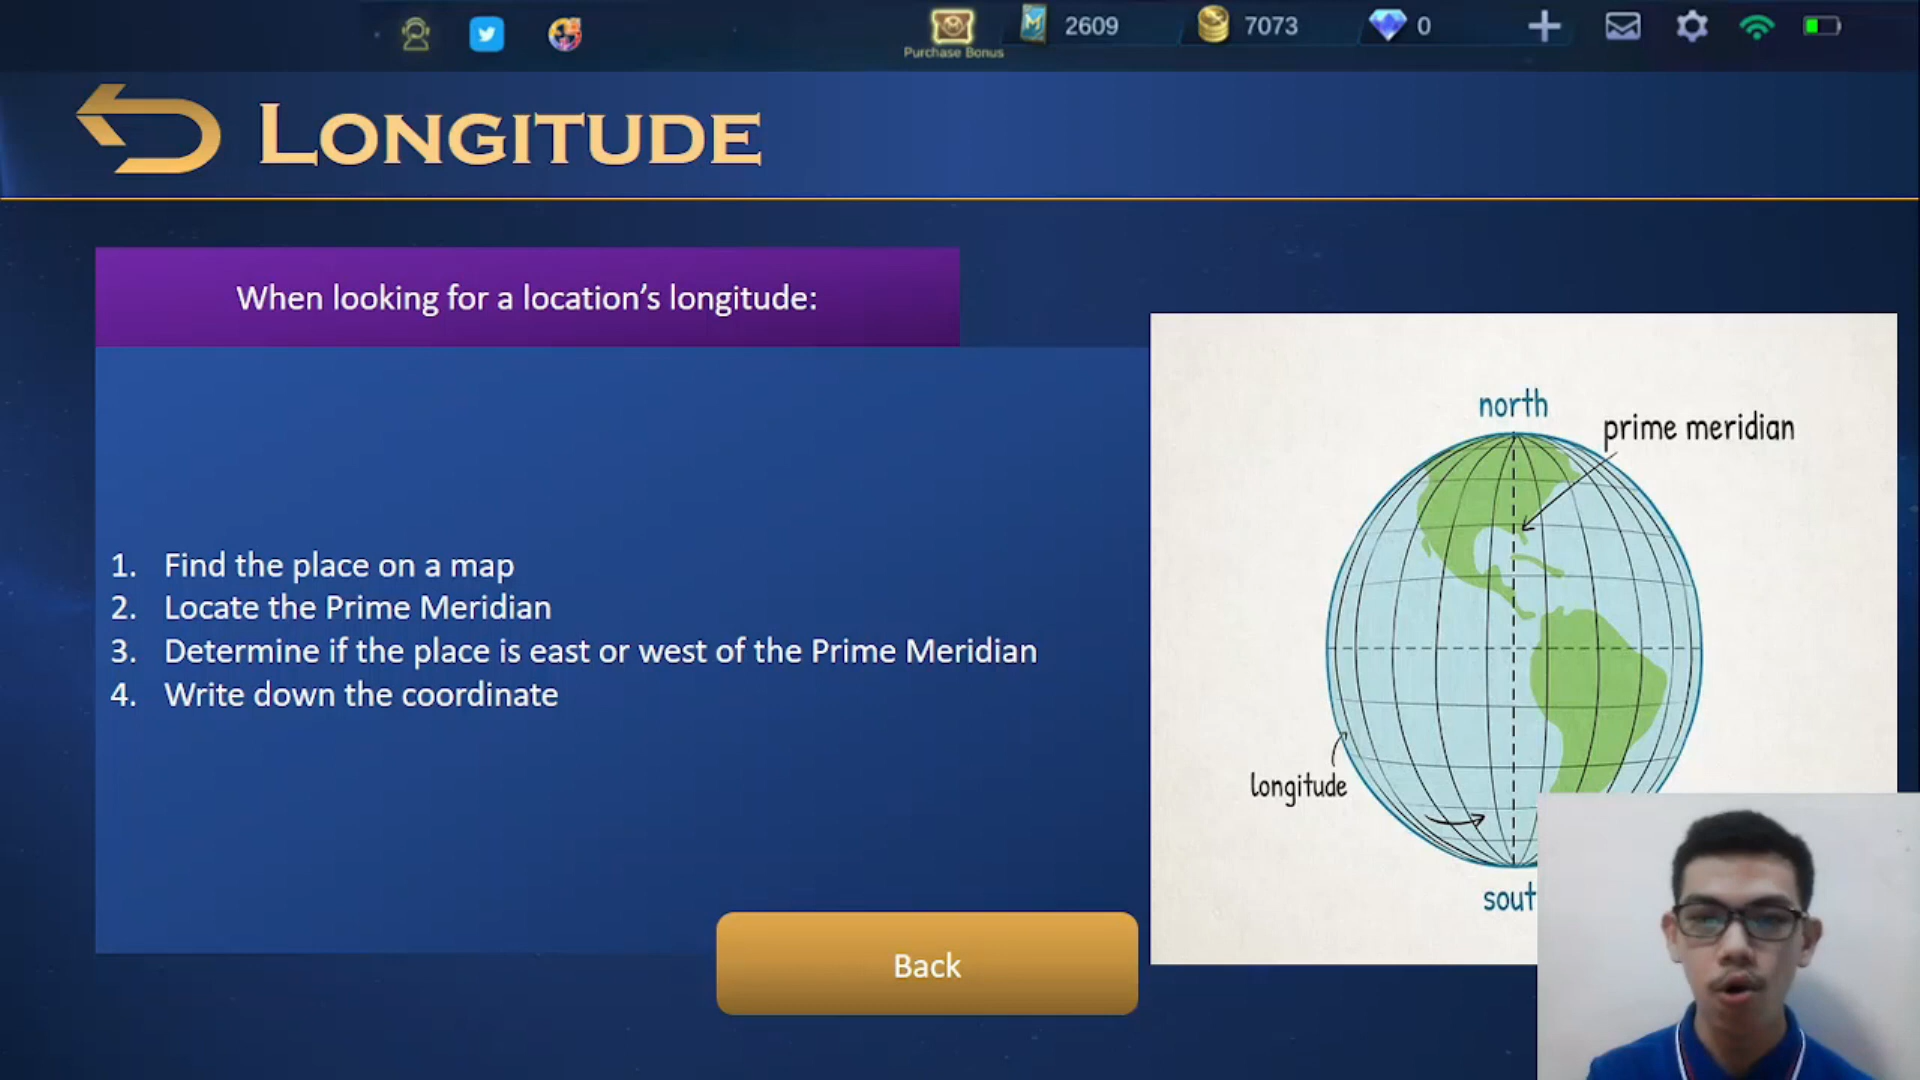 2609
7073
0
Purchase Bonus
LONGITUDE
When looking for a location's longitude:
1. Find the place on a map
2. Locate the Prime Meridian
3. Determine if the place is east or west of the Prime Meridian
4. Write down the coordinate
north
prime meridian
longitude
sout
Back